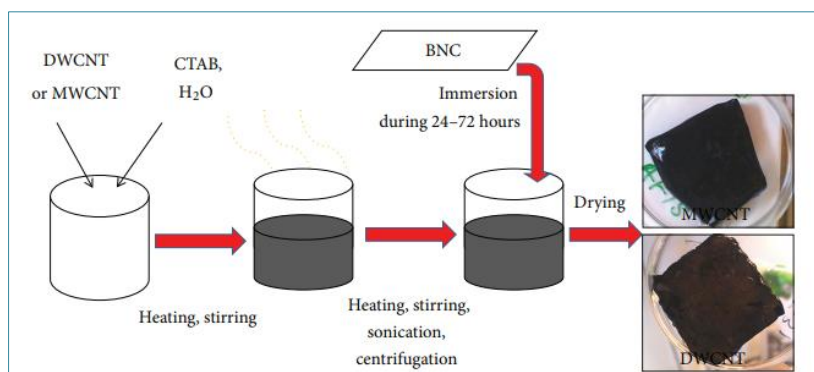 DWCNT
or MWCNT
CTAB,
H₂O
BNC
Immersion
during 24–72 hours
Heating, stirring
Heating, stirring,
sonication,
centrifugation
Drying
MWCNT
DWCNT